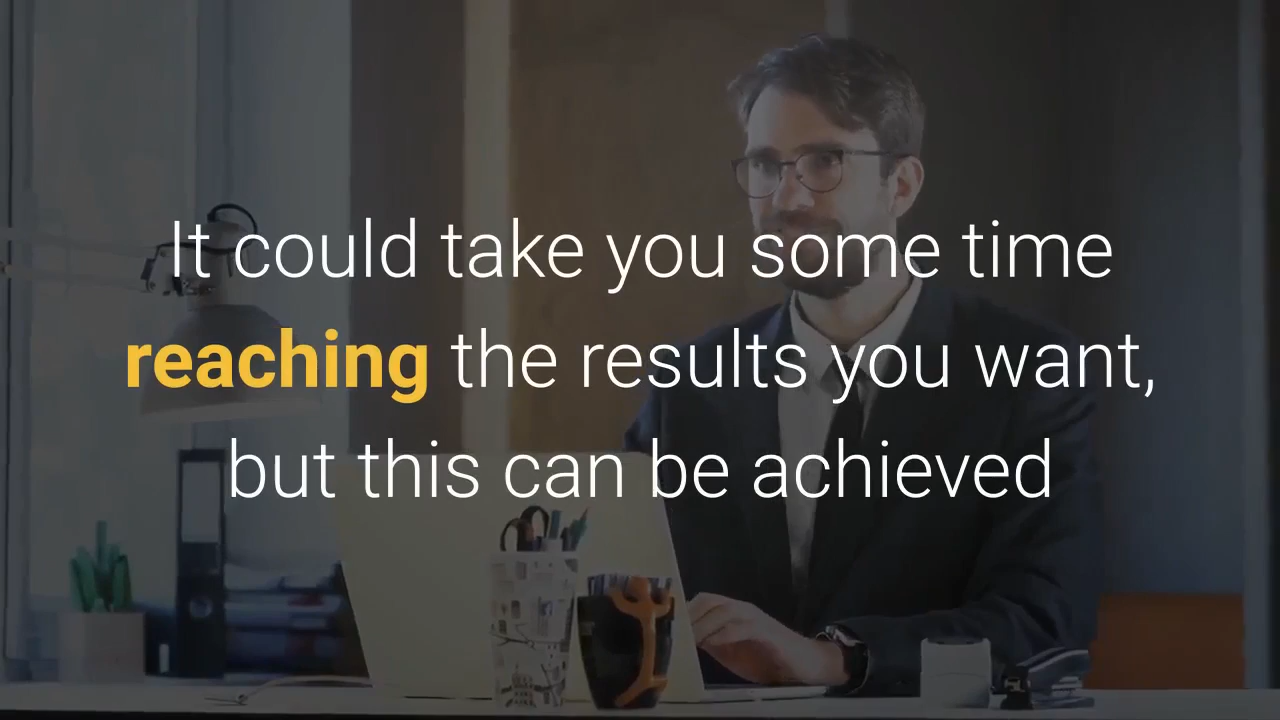 It could take you some time
reaching the results you want,
but this can be achieved